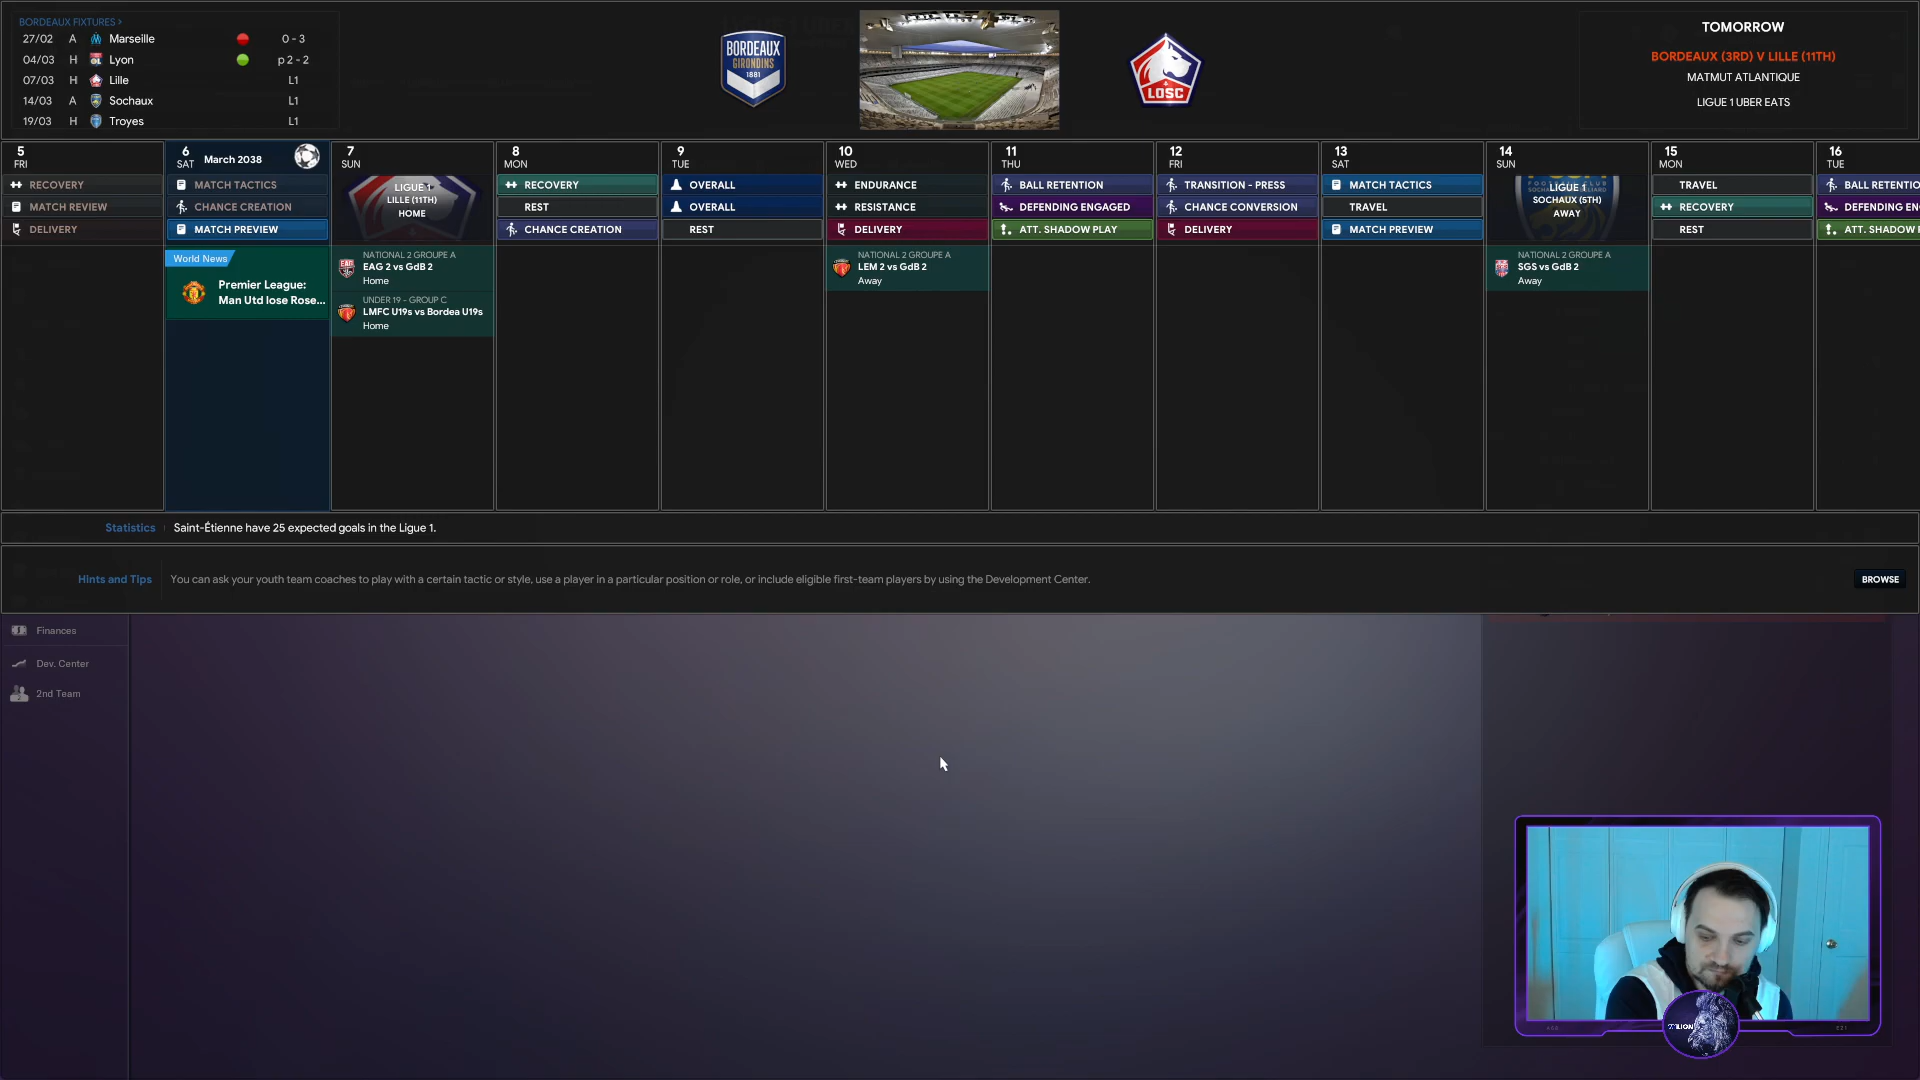 BORDEAUX FIXTURES >
27/02 A Marseille 0 - 3
04/03 H Lyon p 2 - 2
07/03 H Lille L1
14/03 A Sochaux L1
19/03 H Troyes L1
BORDEAUX
GIRONDINS
1881
LOSC
TOMORROW
BORDEAUX (3RD) V LILLE (11TH)
MATMUT ATLANTIQUE
LIGUE 1 UBER EATS
5
FRI
RECOVERY
MATCH REVIEW
DELIVERY
6
SAT March 2038
MATCH TACTICS
CHANCE CREATION
MATCH PREVIEW
World News
Premier League:
Man Utd lose Rose...
7
SUN
LIGUE 1
LILLE (11TH)
HOME
NATIONAL 2 GROUPE A
EAG 2 vs GdB 2
Home
UNDER 19 - GROUP C
LMFC U19s vs Bordea U19s
Home
8
MON
RECOVERY
REST
CHANCE CREATION
9
TUE
OVERALL
OVERALL
REST
10
WED
ENDURANCE
RESISTANCE
DELIVERY
NATIONAL 2 GROUPE A
LEM 2 vs GdB 2
Away
11
THU
BALL RETENTION
DEFENDING ENGAGED
ATT. SHADOW PLAY
12
FRI
TRANSITION - PRESS
CHANCE CONVERSION
DELIVERY
13
SAT
MATCH TACTICS
TRAVEL
MATCH PREVIEW
14
SUN
LIGUE 1
SOCHAUX (5TH)
AWAY
NATIONAL 2 GROUPE A
SGS vs GdB 2
Away
15
MON
TRAVEL
RECOVERY
REST
16
TUE
BALL RETENTIO
DEFENDING EN
ATT. SHADOW
Statistics Saint-Étienne have 25 expected goals in the Ligue 1.
Hints and Tips You can ask your youth team coaches to play with a certain tactic or style, use a player in a particular position or role, or include eligible first-team players by using the Development Center.
BROWSE
Finances
Dev. Center
2nd Team